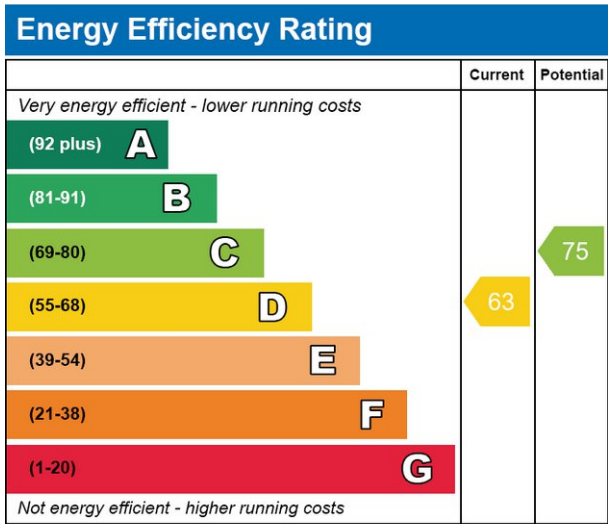 Energy Efficiency Rating
Current Potential
Very energy efficient - lower running costs
(92 plus) A
(81-91) B
(69-80) C
75
(55-68) D
63
(39-54) E
(21-38) F
(1-20) G
Not energy efficient - higher running costs